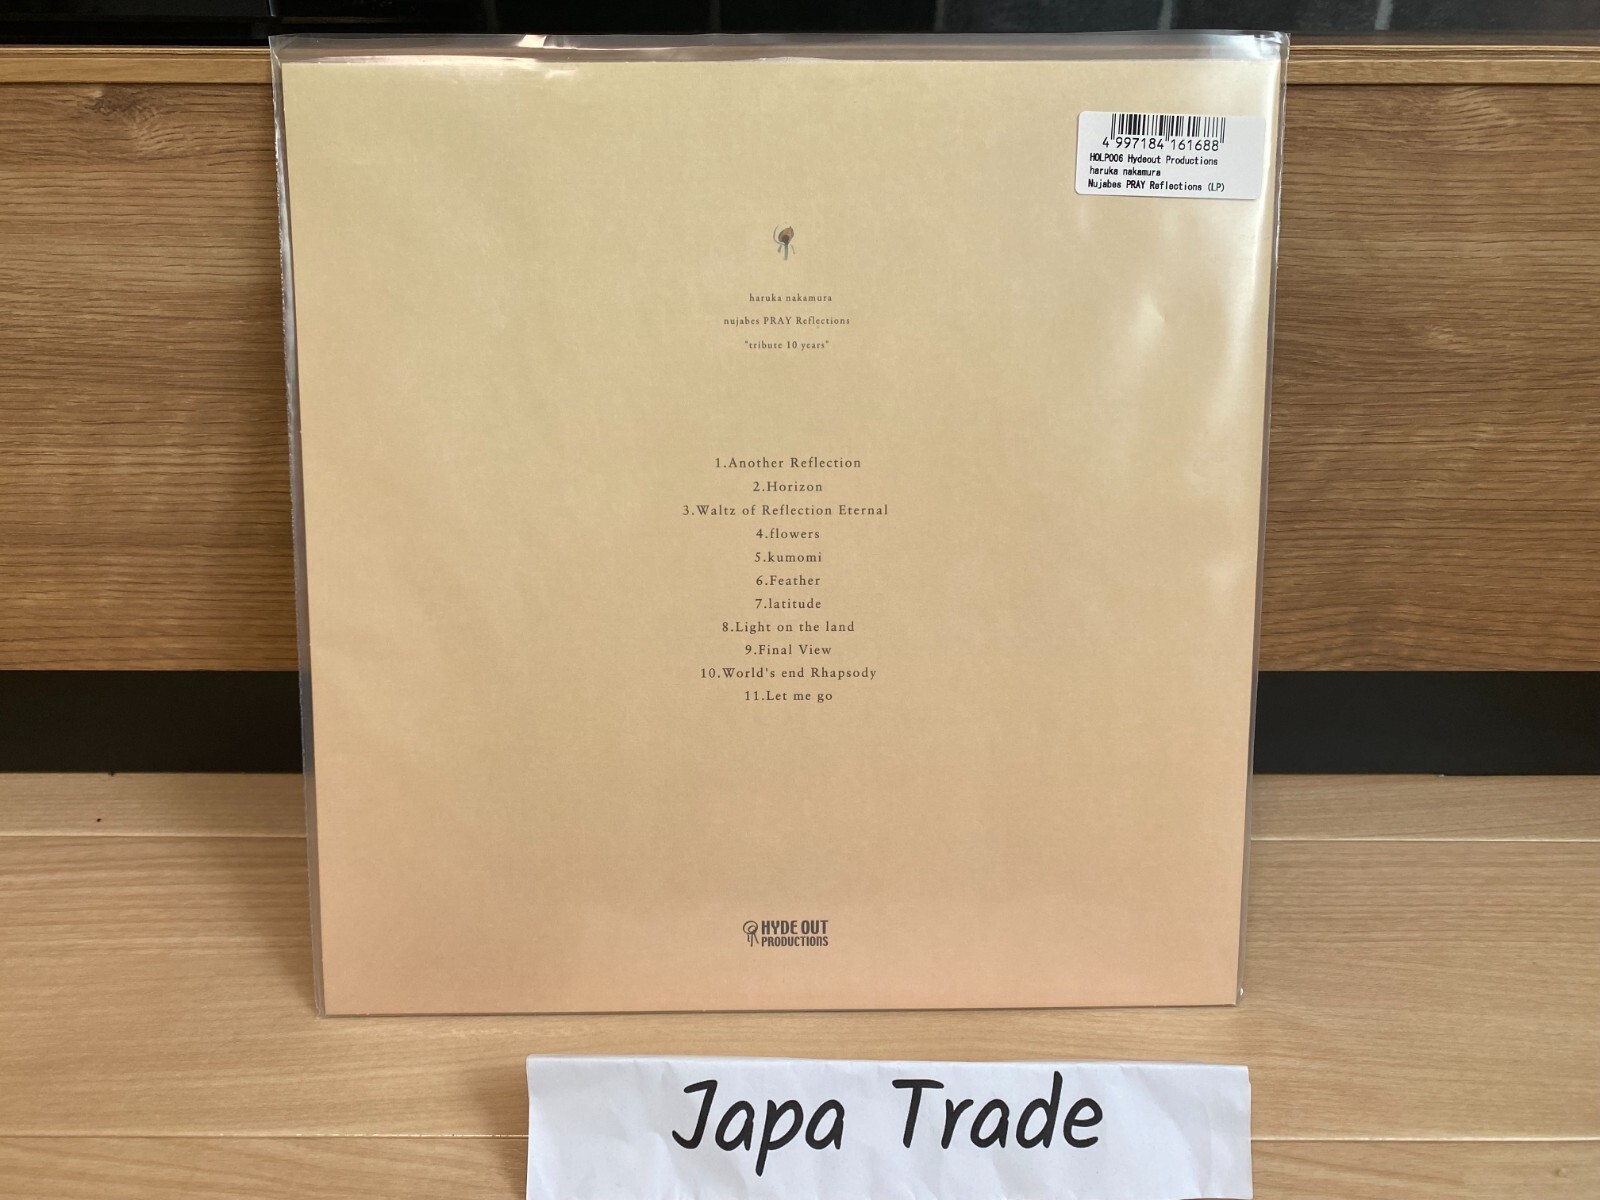 4 997184 161688
HOLP006 Hydeout Productions
haruka nakamura
Nujabes PRAY Reflections (LP)
haruka nakamura
nujabes PRAY Reflections
"tribute 10 years"
1.Another Reflection
2.Horizon
3.Waltz of Reflection Eternal
4.flowers
5.kumomi
6.Feather
7.latitude
8.Light on the land
9.Final View
10.World's end Rhapsody
11.Let me go
HYDE OUT
PRODUCTIONS
Japa Trade